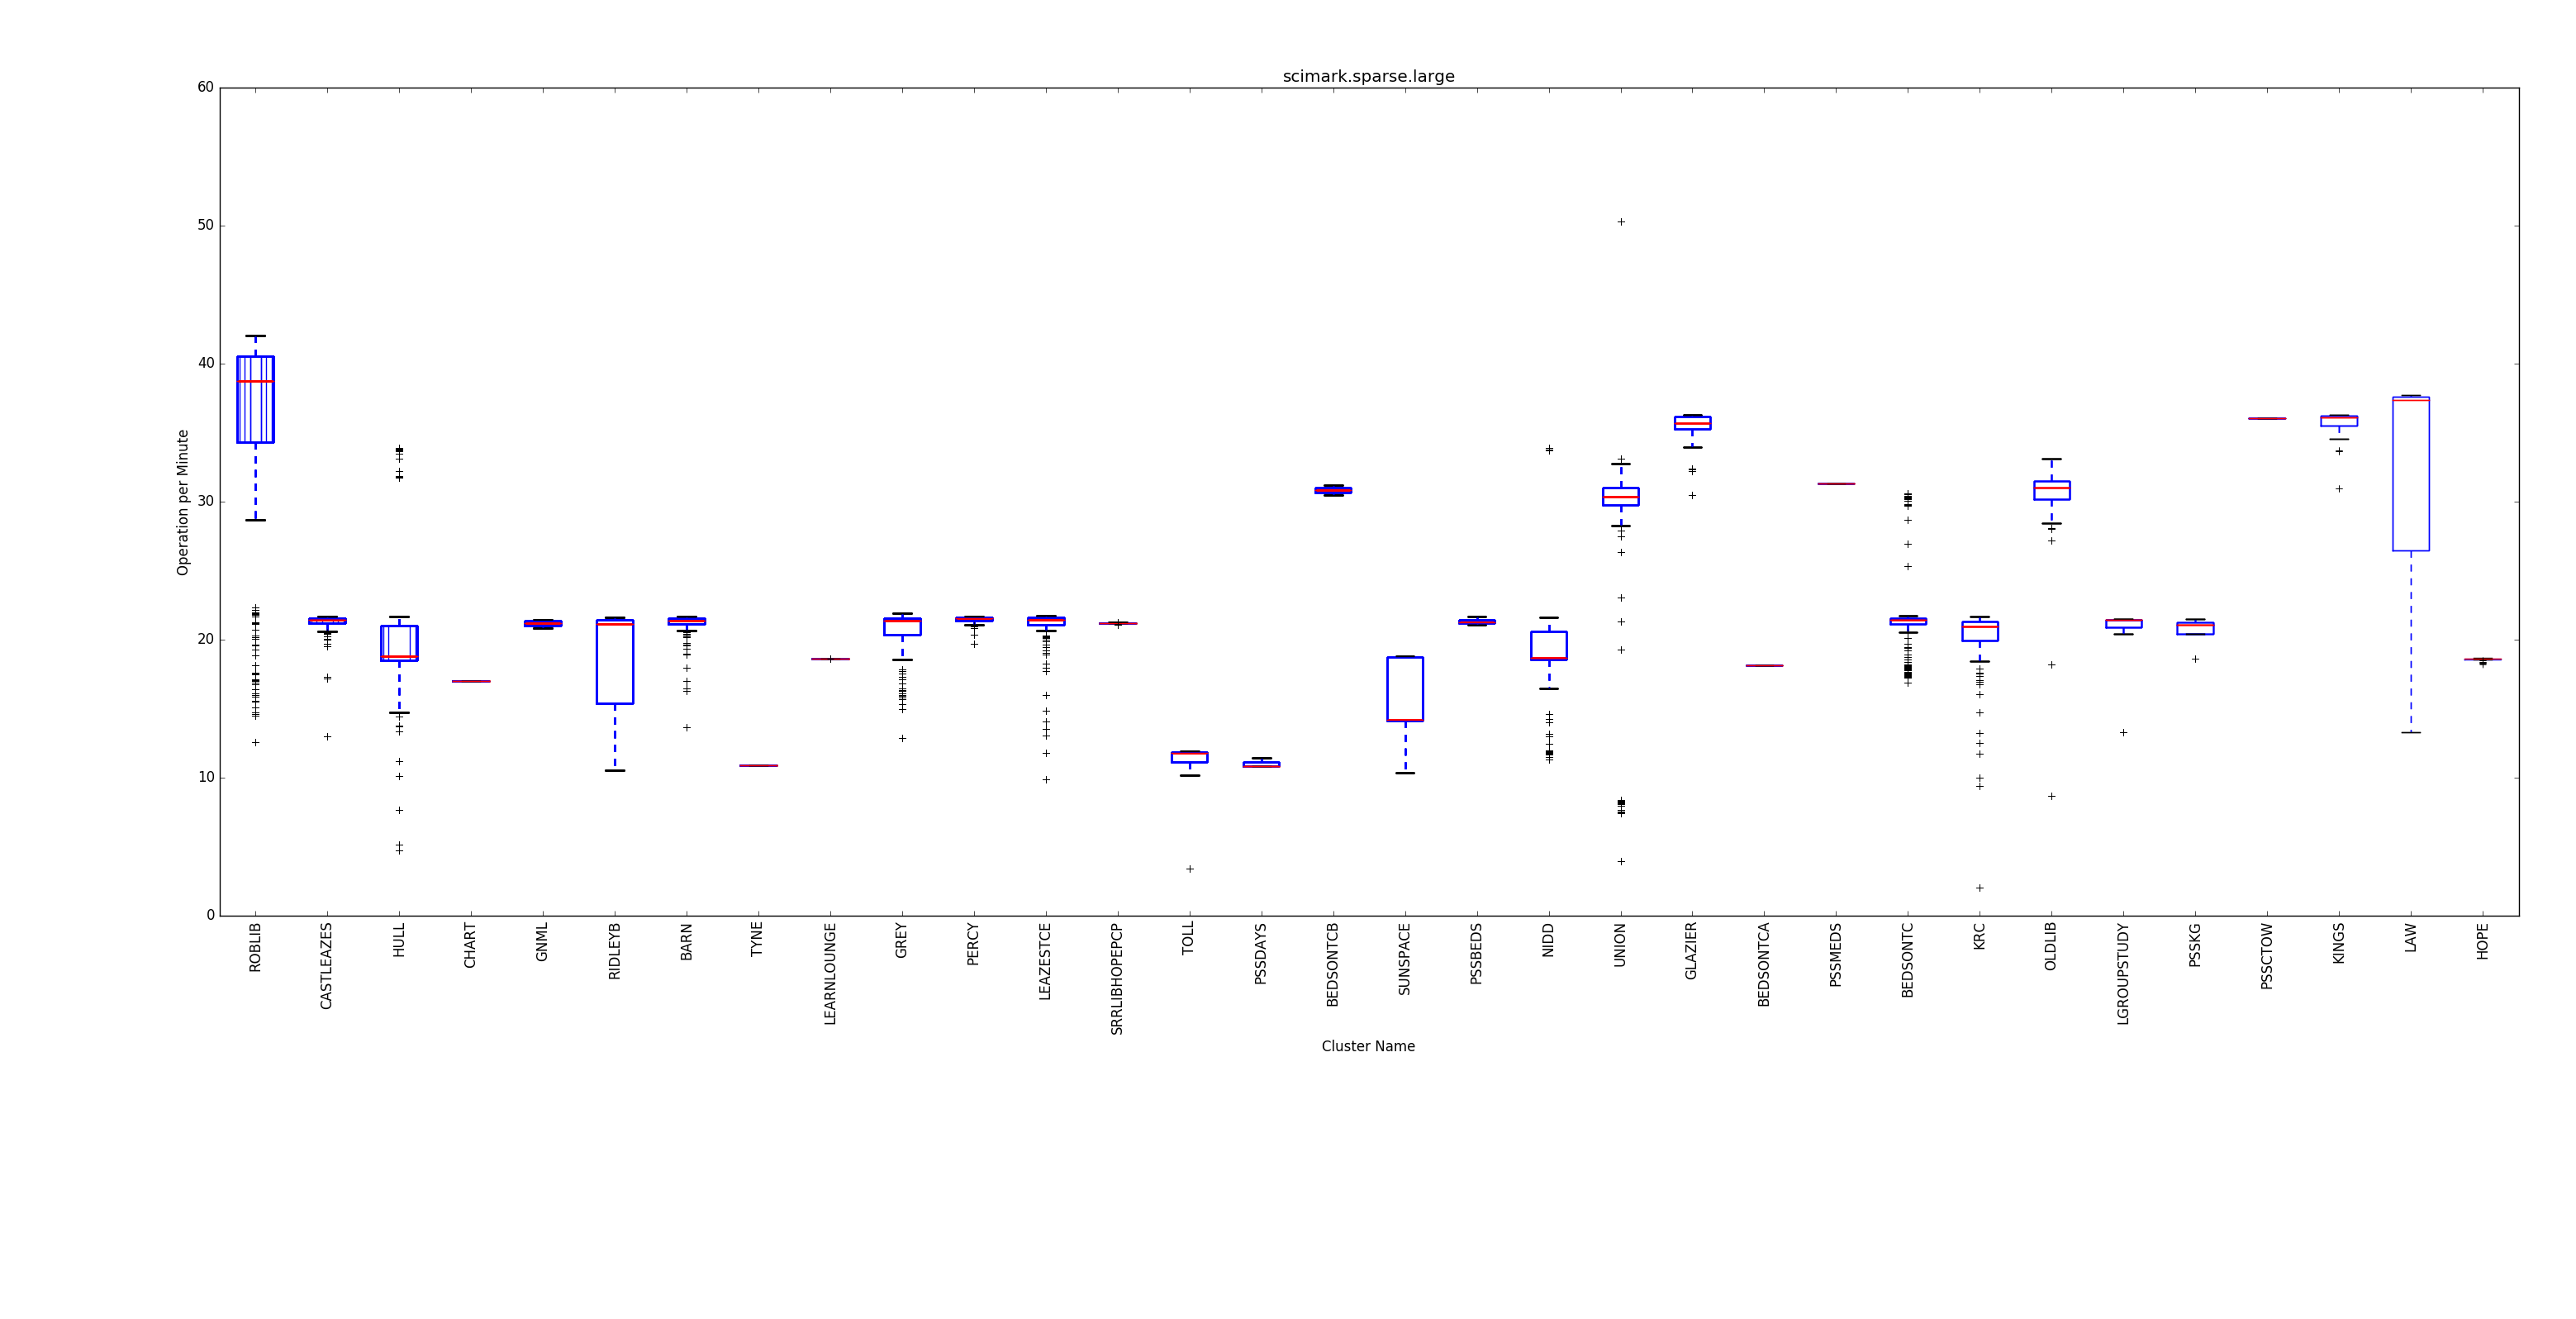 scimark.sparse.large
60
50
40
30
20
10
0
Operation per Minute
ROBLIB
CASTLEAZES
HULL
CHART
GNML
RIDLEYB
BARN
TYNE
LEARNLOUNGE
GREY
PERCY
LEAZESTCE
SRRLIBHOPEPCP
TOLL
PSSDAYS
BEDSONTCB
SUNSPACE
PSSBEDS
NIDD
UNION
GLAZIER
BEDSONTCA
PSSMEDS
BEDSONTC
KRC
OLDLIB
LGROUPSTUDY
PSSKG
PSSCTOW
KINGS
LAW
HOPE
Cluster Name